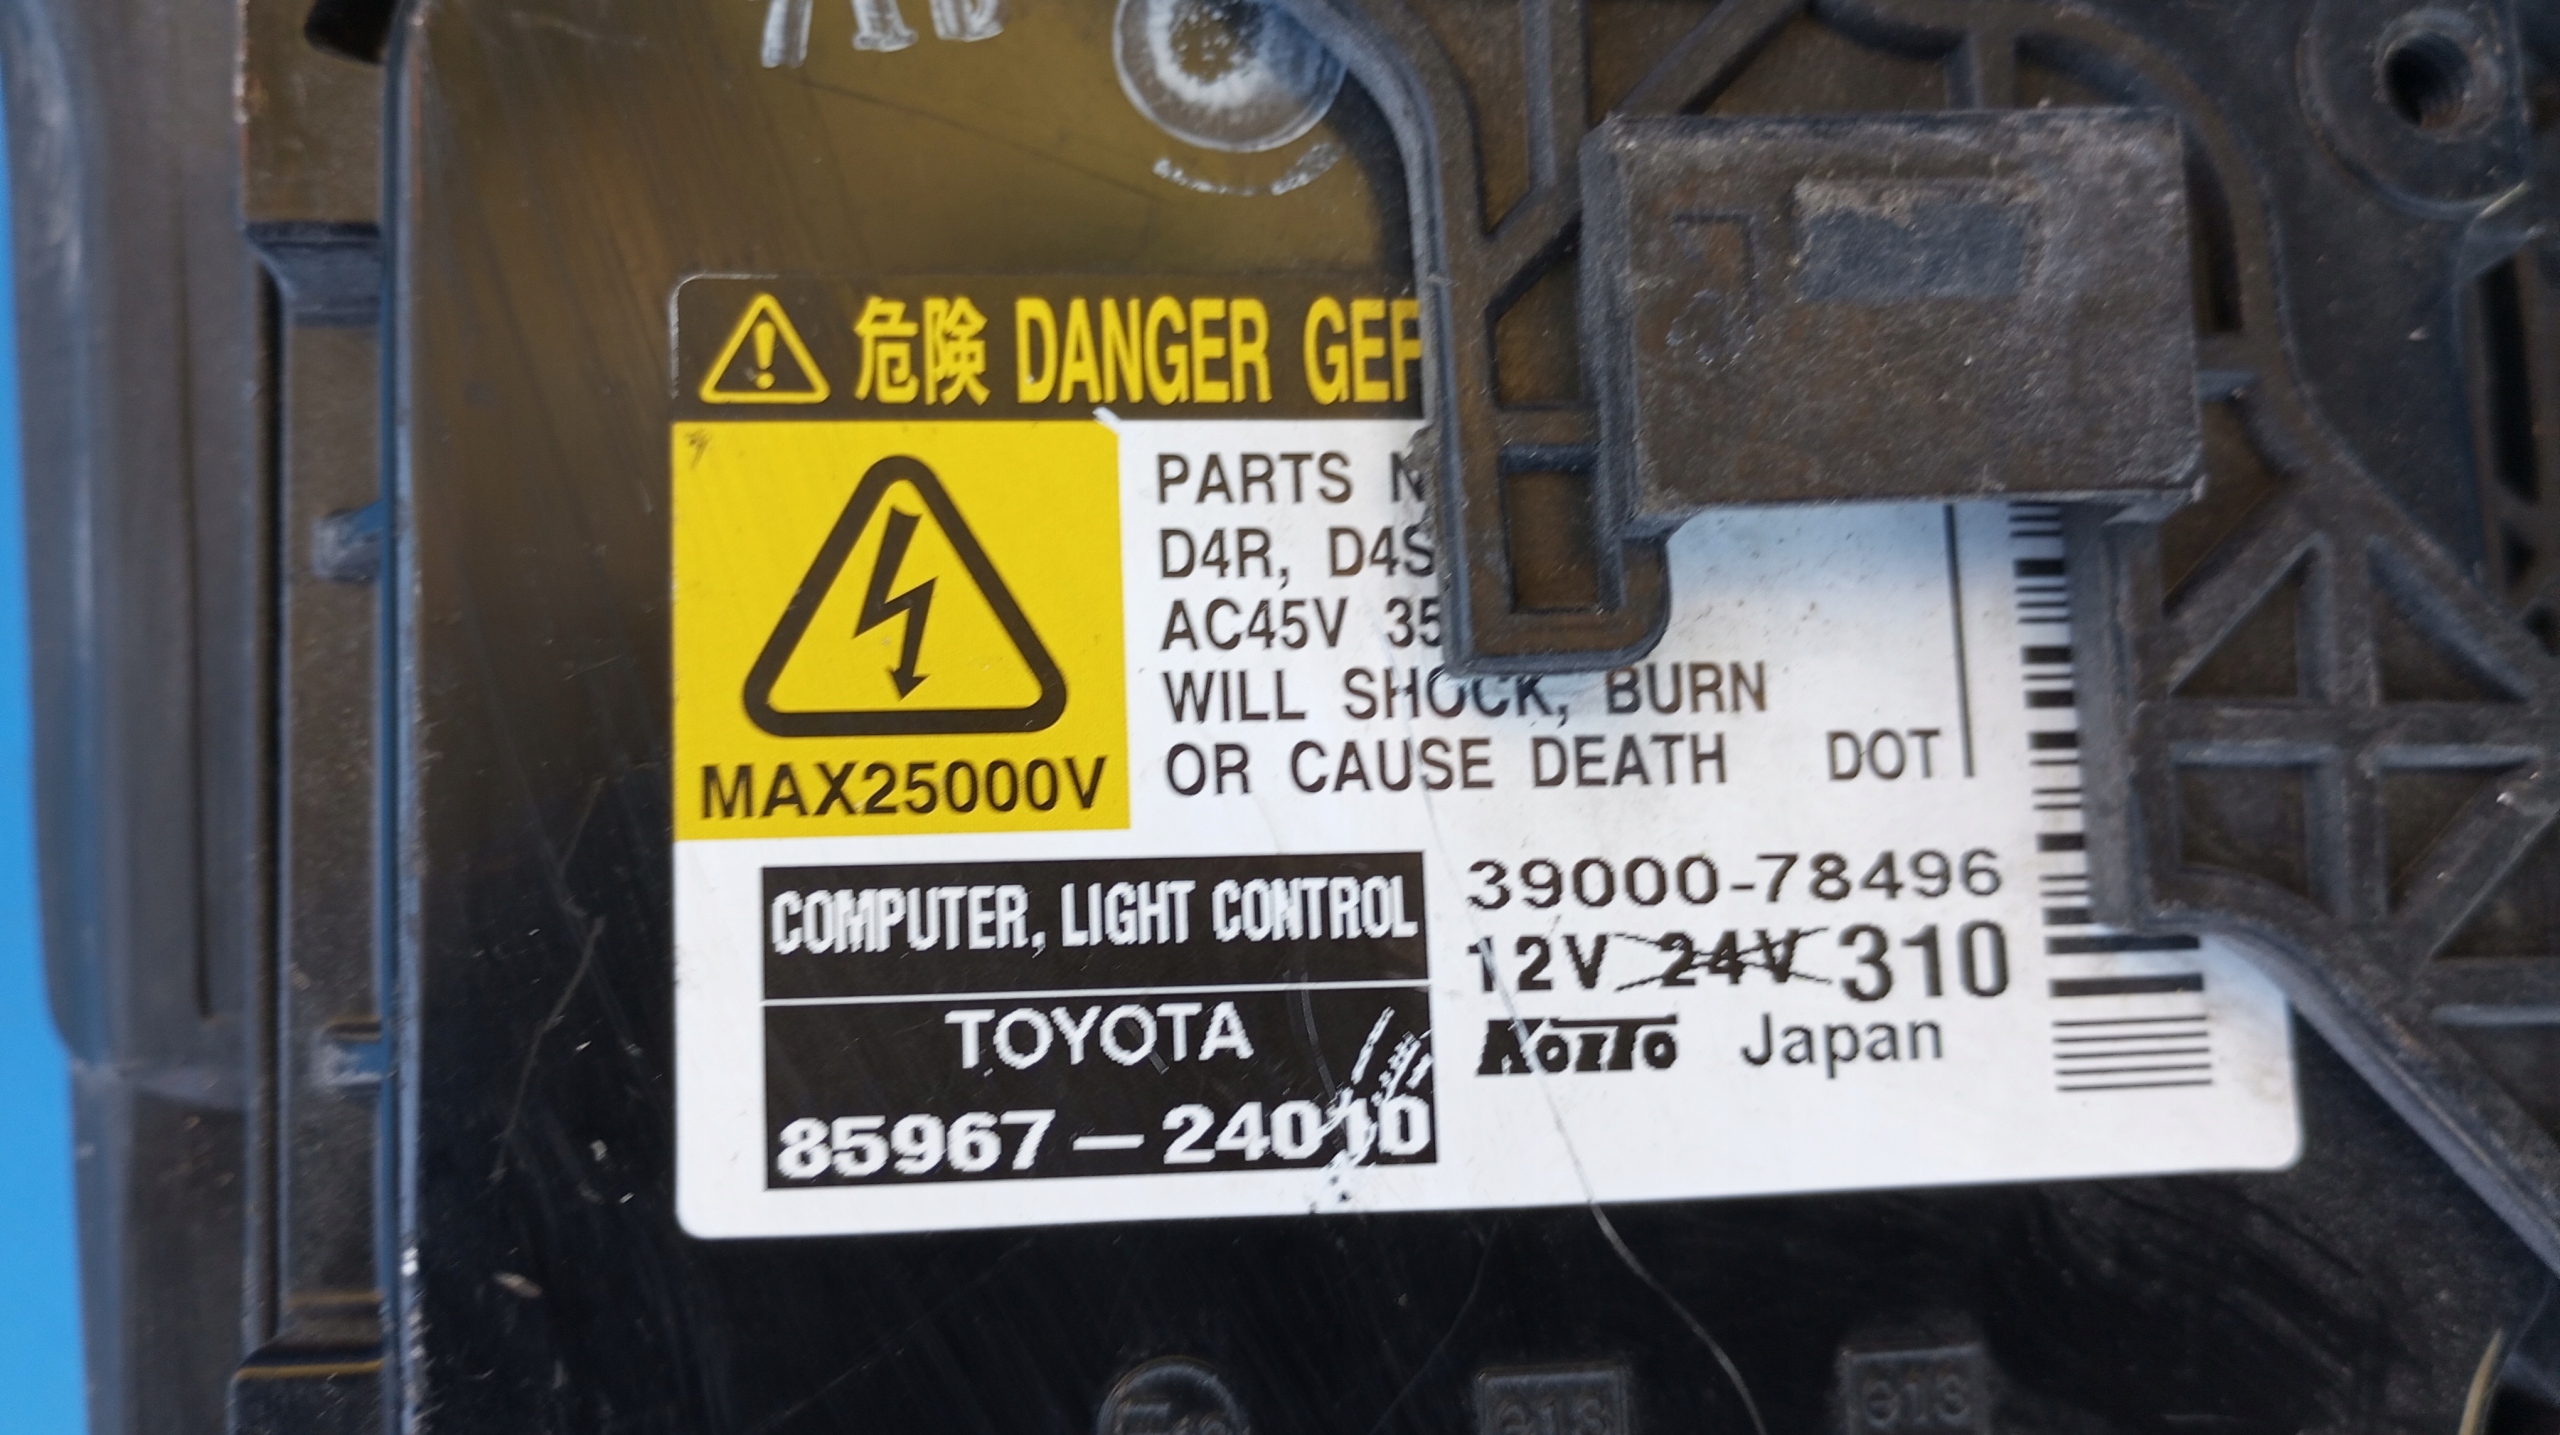 危険 DANGER GEF
PARTS N
D4R, D4S
AC45V 35
WILL SHOCK, BURN
OR CAUSE DEATH DOT
MAX25000V
COMPUTER, LIGHT CONTROL
TOYOTA
85967-24010
39000-78496
12V 24V 310
KOITO Japan